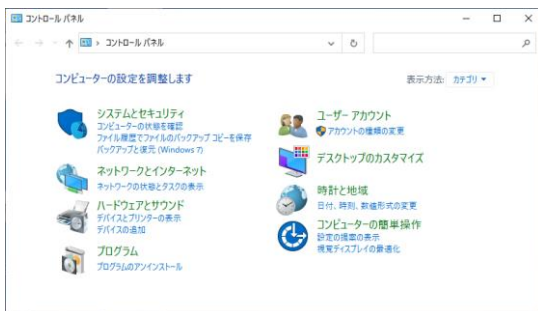 コントロール パネル
コントロール パネル
コンピューターの設定を調整します
表示方法: カテゴリ
システムとセキュリティ
コンピューターの状態を確認
ファイル履歴でファイルのバックアップ コピーを保存
バックアップと復元 (Windows 7)
ネットワークとインターネット
ネットワークの状態とタスクの表示
ハードウェアとサウンド
デバイスとプリンターの表示
デバイスの追加
プログラム
プログラムのアンインストール
ユーザー アカウント
アカウントの種類の変更
デスクトップのカスタマイズ
時計と地域
日付、時刻、数値形式の変更
コンピューターの簡単操作
設定の提案の表示
視覚ディスプレイの最適化